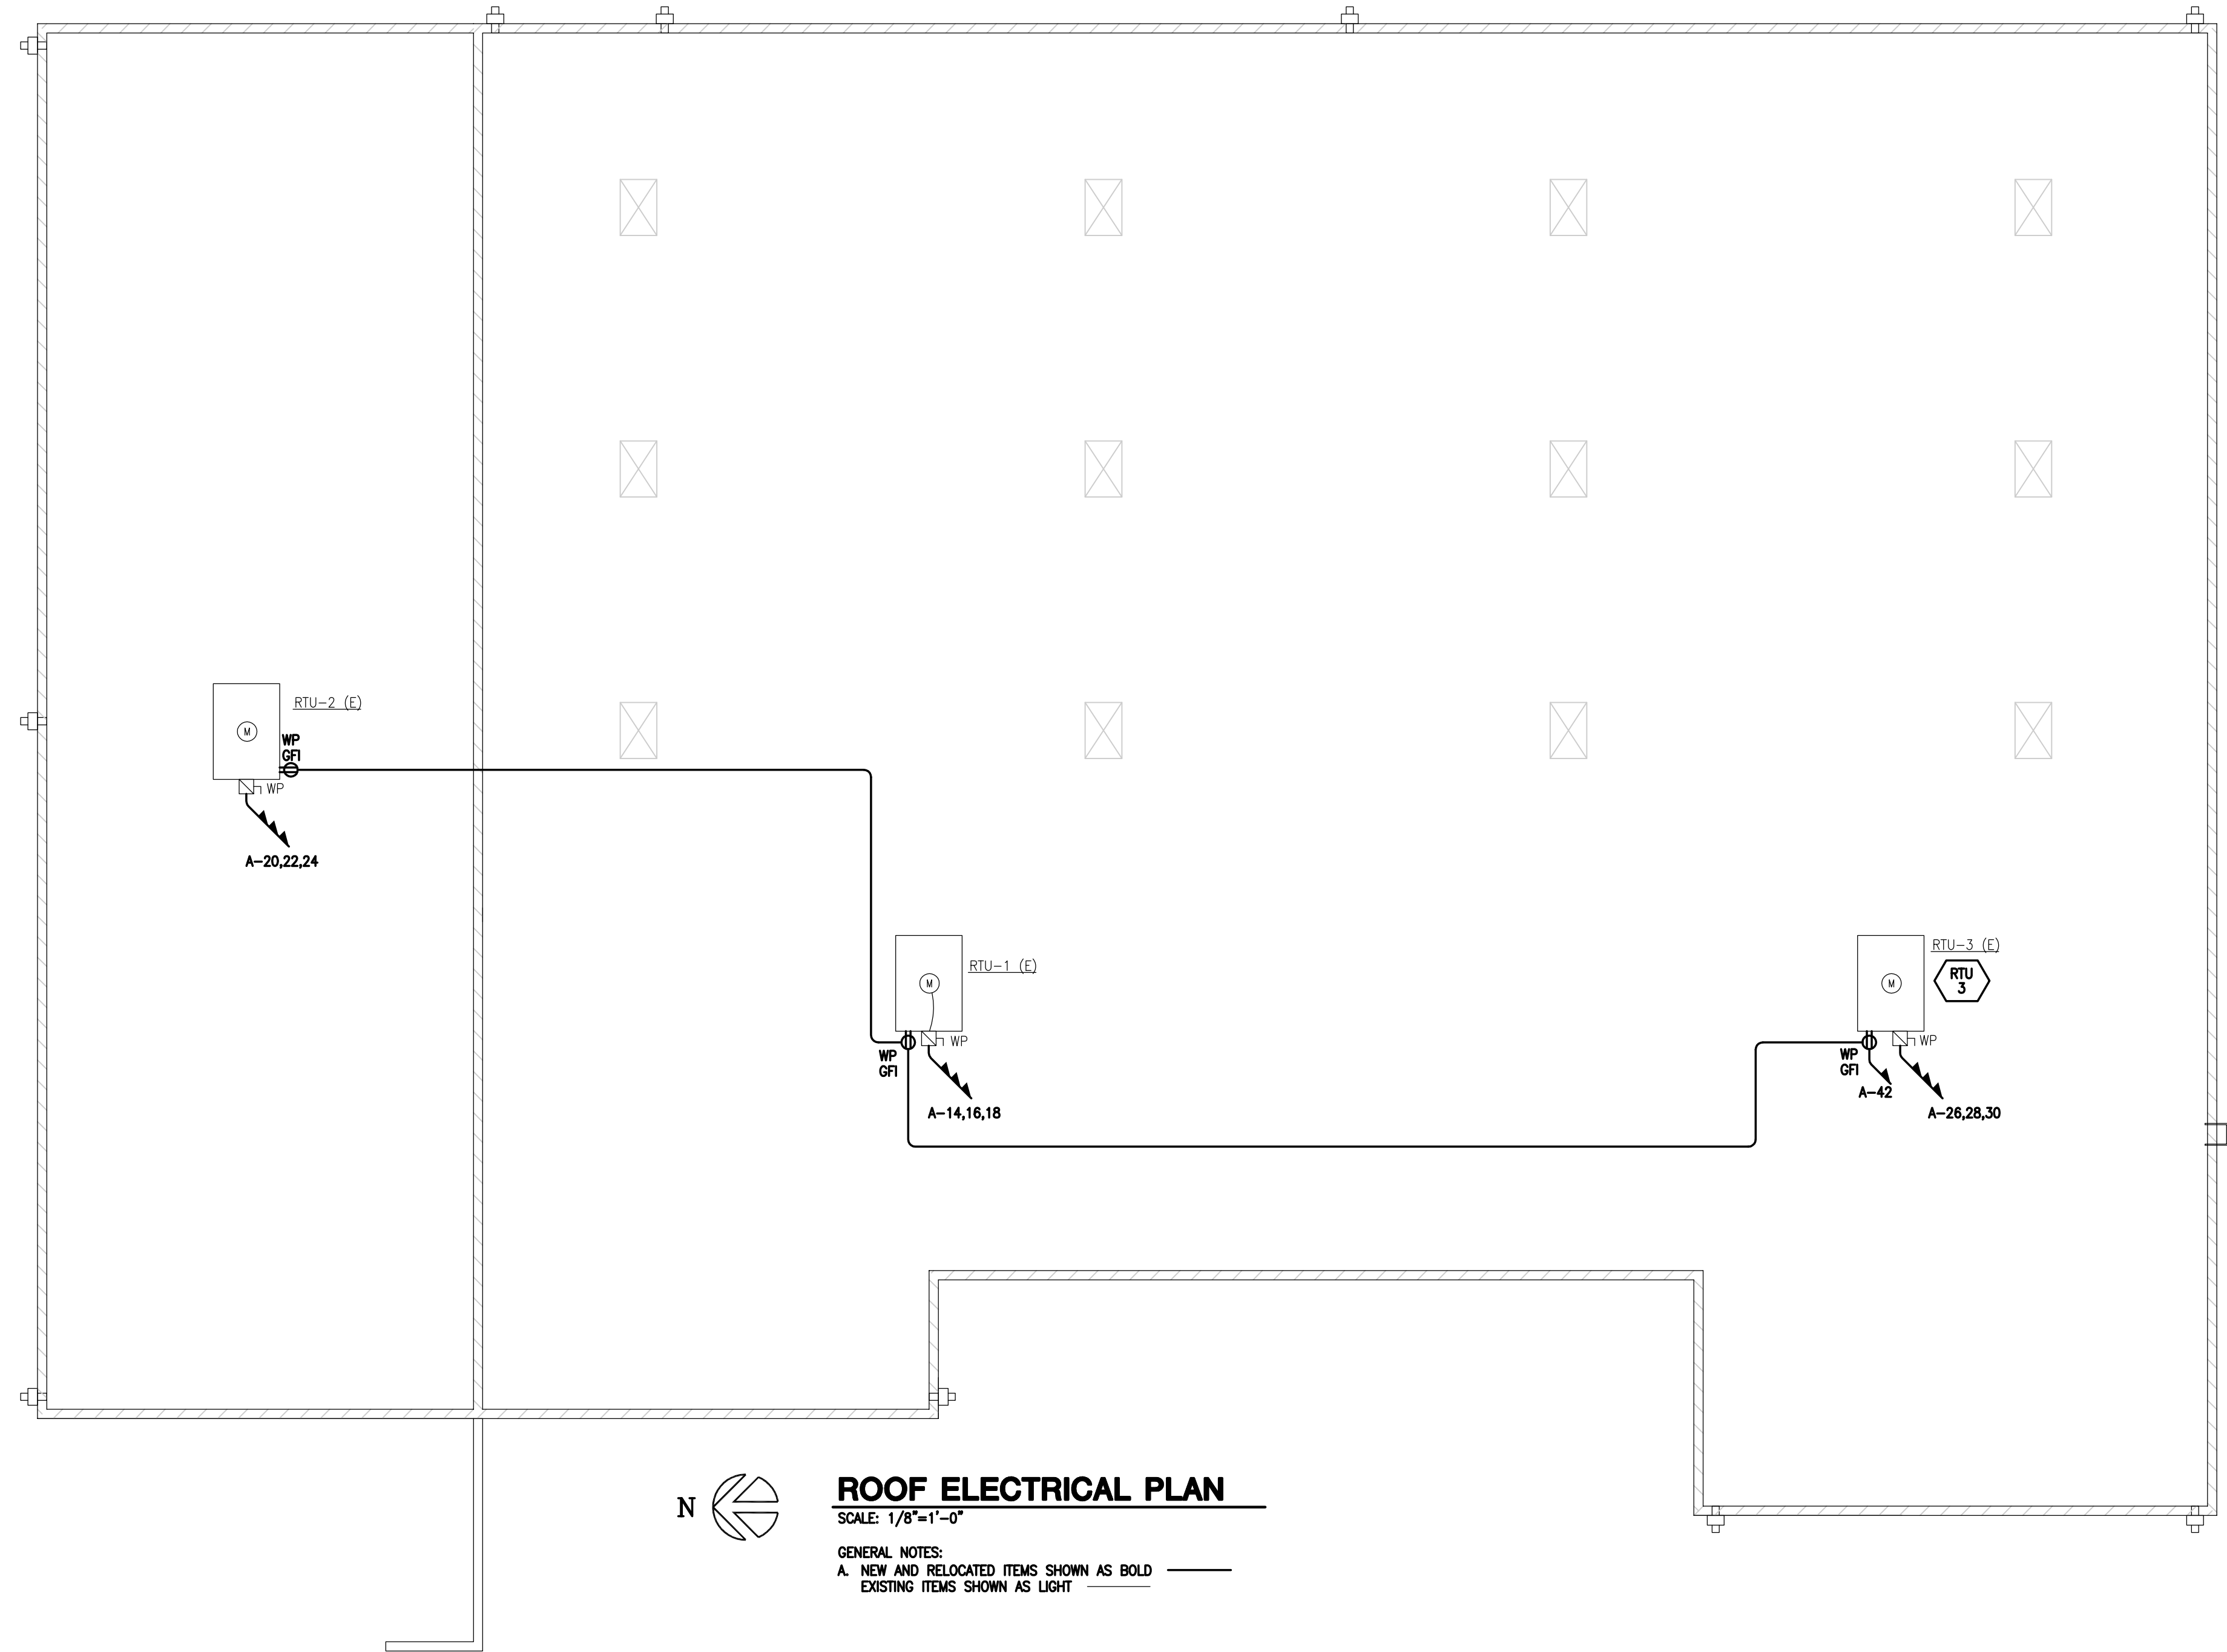 RTU-2 (E)
M
WP
GFI
WP
A-20,22,24
RTU-1 (E)
M
WP
WP
GFI
A-14,16,18
RTU-3 (E)
RTU
3
M
WP
WP
GFI
A-42
A-26,28,30
N
ROOF ELECTRICAL PLAN
SCALE: 1/8"=1'-0"
GENERAL NOTES:
A. NEW AND RELOCATED ITEMS SHOWN AS BOLD
EXISTING ITEMS SHOWN AS LIGHT